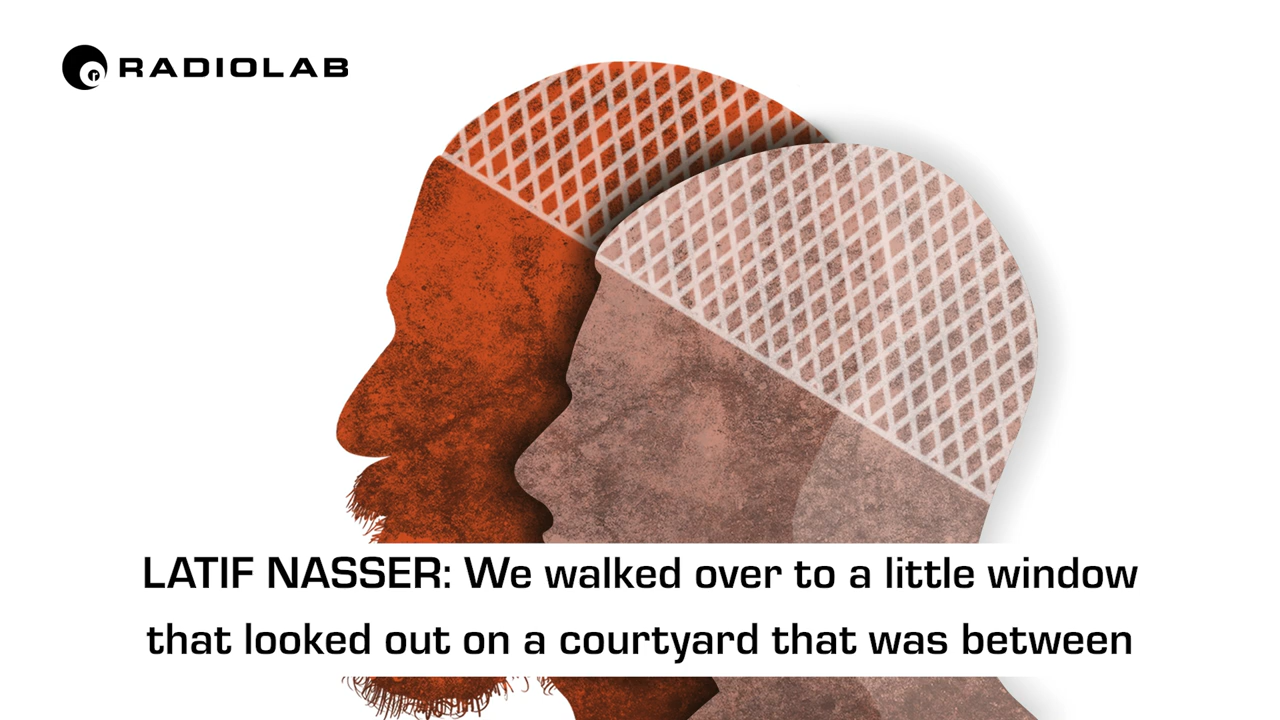 RADIOLAB
LATIF NASSER: We walked over to a little window
that looked out on a courtyard that was between